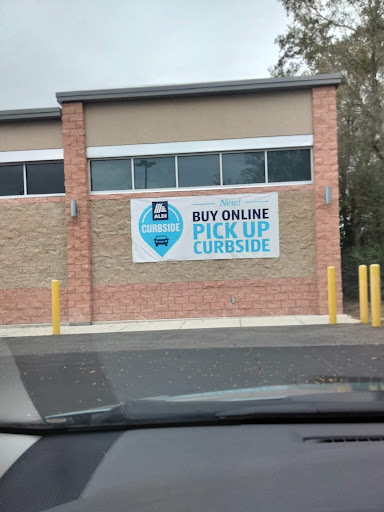 ALDI
CURBSIDE
New!
BUY ONLINE
PICK UP
CURBSIDE